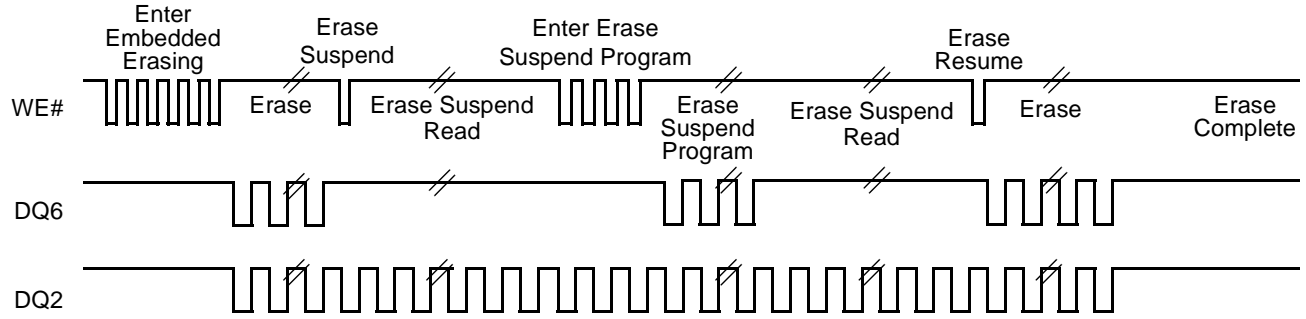 Enter
Embedded
Erasing
Erase
Suspend
Enter Erase
Suspend Program
Erase
Resume
WE#
Erase
Erase Suspend
Read
Erase
Suspend
Program
Erase Suspend
Read
Erase
Erase
Complete
DQ6
DQ2